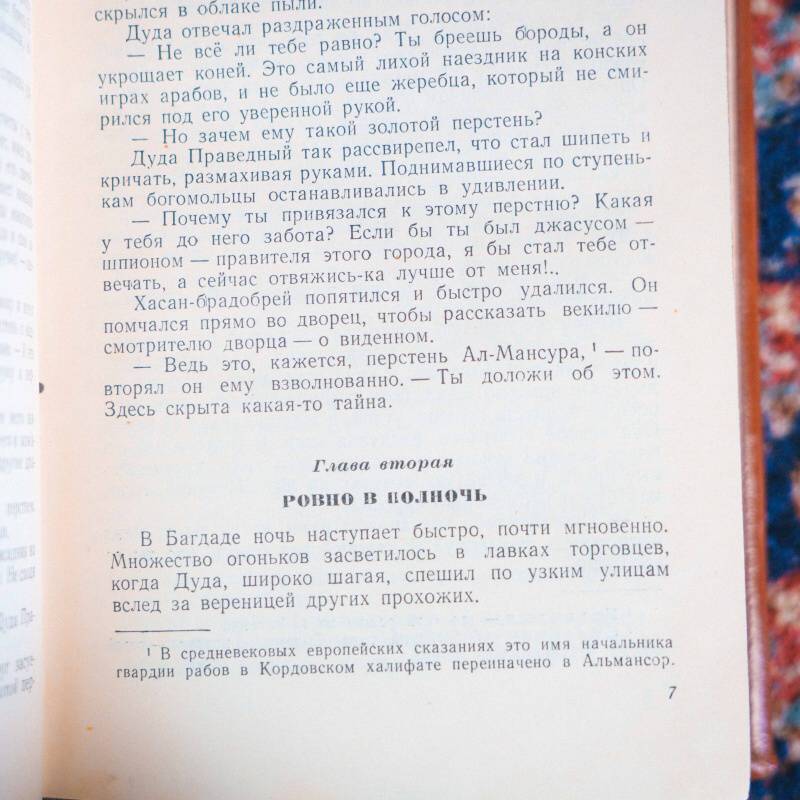 скрылся в облаке пыли.
Дуда отвечал раздраженным голосом:
— Не всё ли тебе равно? Ты бреешь бороды, а он
укрощает коней. Это самый лихой наездник на конских
играх арабов, и не было еще жеребца, который не сми-
рился под его уверенной рукой.
— Но зачем ему такой золотой перстень?
Дуда Праведный так рассвирепел, что стал шипеть и
кричать, размахивая руками. Поднимавшиеся по ступень-
кам богомольцы останавливались в удивлении.
— Почему ты привязался к этому перстню? Какая
у тебя до него забота? Если бы ты был джасусом —
шпионом — правителя этого города, я бы стал тебе от-
вечать, а сейчас отвяжись-ка лучше от меня!..
Хасан-брадобрей попятился и быстро удалился. Он
помчался прямо во дворец, чтобы рассказать векилю —
смотрителю дворца — о виденном.
— Ведь это, кажется, перстень Ал-Мансура,¹ — по-
вторял он ему взволнованно. — Ты доложи об этом.
Здесь скрыта какая-то тайна.
Глава вторая
РОВНО В ПОЛНОЧЬ
В Багдаде ночь наступает быстро, почти мгновенно.
Множество огоньков засветилось в лавках торговцев,
когда Дуда, широко шагая, спешил по узким улицам
вслед за вереницей других прохожих.
¹ В средневековых европейских сказаниях это имя начальника
гвардии рабов в Кордовском халифате переиначено в Альмансор.
7